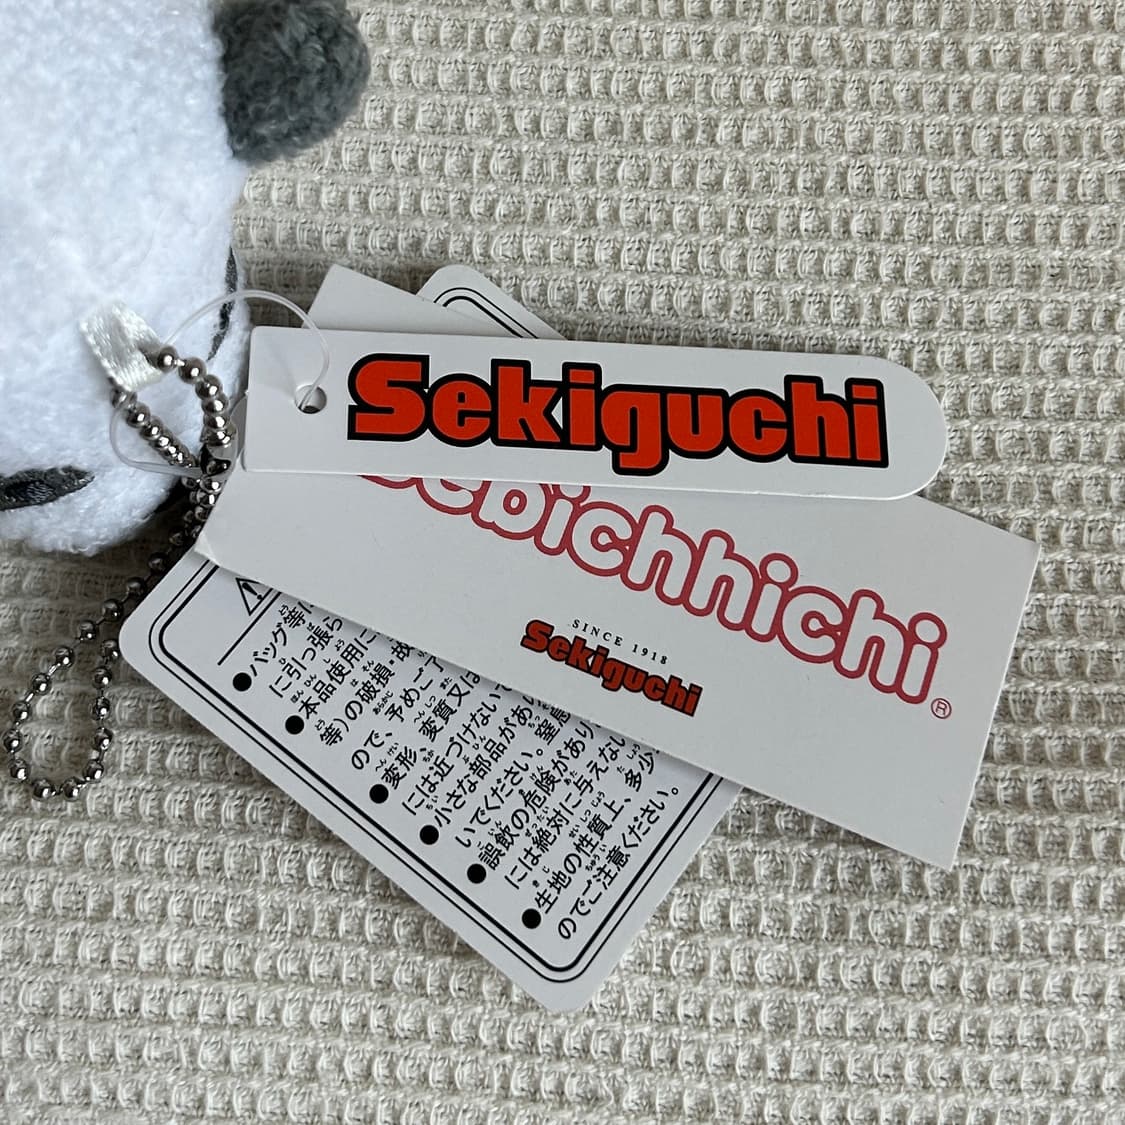 Sekiguchi
ebichhichi®
SINCE 1918
Sekiguchi
●バッグ等
に引っ張ら
●本品使用に
等)の破損・故
ので、予めご了
●変形、変質又は
には近づけない
●小さな部品があ
いでください。窒息
●誤飲の危険があり
には絶対に与えない
●生地の性質上、多少
のでご注意ください。